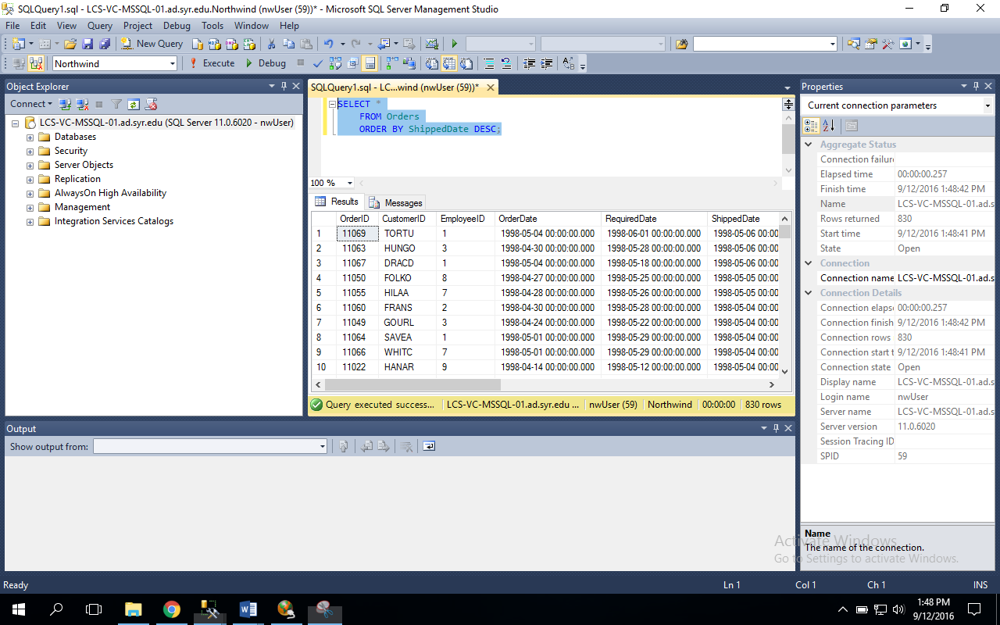 SQLQuery1.sql - LCS-VC-MSSQL-01.ad.syr.edu.Northwind (nwUser (59))* - Microsoft SQL Server Management Studio
File Edit View Query Project Debug Tools Window Help
New Query
Northwind Execute Debug
Object Explorer
Connect
LCS-VC-MSSQL-01.ad.syr.edu (SQL Server 11.0.6020 - nwUser)
Databases
Security
Server Objects
Replication
AlwaysOn High Availability
Management
Integration Services Catalogs
SQLQuery1.sql - LC...wind (nwUser (59))*
SELECT *
FROM Orders
ORDER BY ShippedDate DESC;
100 %
Results Messages
OrderID CustomerID EmployeeID OrderDate RequiredDate ShippedDate
1 11069 TORTU 1 1998-05-04 00:00:00.000 1998-06-01 00:00:00.000 1998-05-06 00:00
2 11063 HUNGO 3 1998-04-30 00:00:00.000 1998-05-28 00:00:00.000 1998-05-06 00:00
3 11067 DRACD 1 1998-05-04 00:00:00.000 1998-05-18 00:00:00.000 1998-05-06 00:00
4 11050 FOLKO 8 1998-04-27 00:00:00.000 1998-05-25 00:00:00.000 1998-05-05 00:00
5 11055 HILAA 7 1998-04-28 00:00:00.000 1998-05-26 00:00:00.000 1998-05-05 00:00
6 11060 FRANS 2 1998-04-30 00:00:00.000 1998-05-28 00:00:00.000 1998-05-04 00:00
7 11049 GOURL 3 1998-04-24 00:00:00.000 1998-05-22 00:00:00.000 1998-05-04 00:00
8 11064 SAVEA 1 1998-05-01 00:00:00.000 1998-05-29 00:00:00.000 1998-05-04 00:00
9 11066 WHITC 7 1998-05-01 00:00:00.000 1998-05-29 00:00:00.000 1998-05-04 00:00
10 11022 HANAR 9 1998-04-14 00:00:00.000 1998-05-12 00:00:00.000 1998-05-04 00:00
Query executed success... LCS-VC-MSSQL-01.ad.syr.edu ... nwUser (59) Northwind 00:00:00 830 rows
Properties
Current connection parameters
Aggregate Status
Connection failure
Elapsed time 00:00:00.257
Finish time 9/12/2016 1:48:42 PM
Name LCS-VC-MSSQL-01.ad.s
Rows returned 830
Start time 9/12/2016 1:48:41 PM
State Open
Connection
Connection name LCS-VC-MSSQL-01.ad.s
Connection Details
Connection elaps 00:00:00.257
Connection finish 9/12/2016 1:48:42 PM
Connection rows 830
Connection start t 9/12/2016 1:48:41 PM
Connection state Open
Display name LCS-VC-MSSQL-01.ad.s
Login name nwUser
Server name LCS-VC-MSSQL-01.ad.s
Server version 11.0.6020
Session Tracing ID
SPID 59
Name
The name of the connection.
Activate Windows
Go to Settings to activate Windows.
Output
Show output from:
Ready Ln 1 Col 1 Ch 1 INS
1:48 PM
9/12/2016